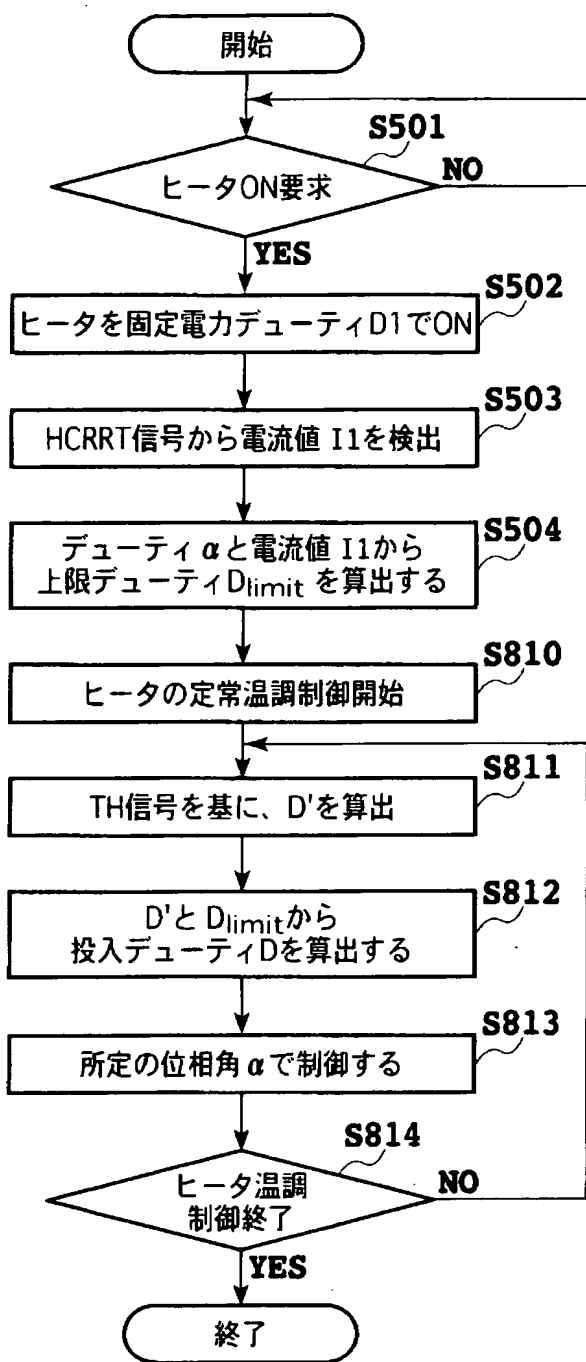 開始
S501
ヒータON要求
NO
YES
S502
ヒータを固定電力デューティD1でON
S503
HCRRT信号から電流値 I1を検出
S504
デューティαと電流値 I1から
上限デューティDlimit を算出する
S810
ヒータの定常温調制御開始
S811
TH信号を基に、D'を算出
S812
D'とDlimitから
投入デューティDを算出する
S813
所定の位相角αで制御する
S814
ヒータ温調
制御終了
NO
YES
終了